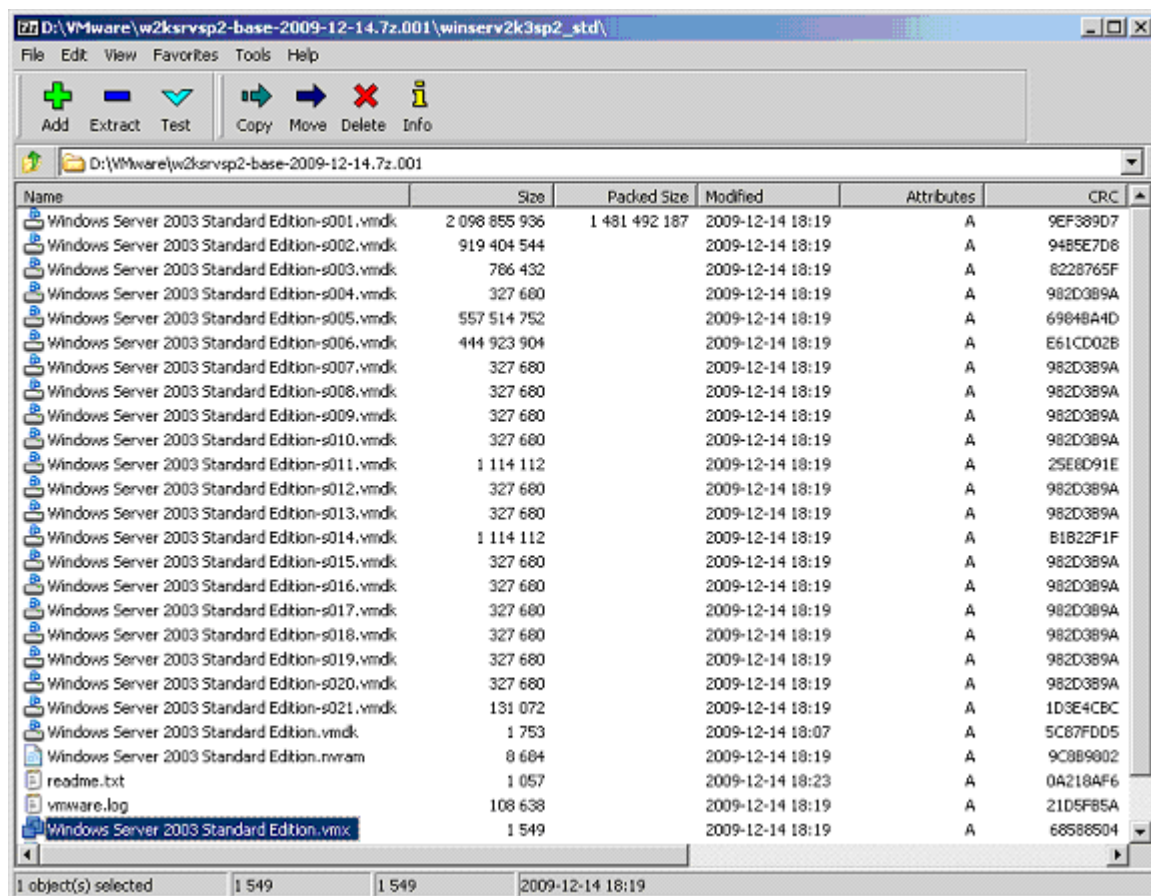 D:\VMware\w2ksrvsp2-base-2009-12-14.7z.001\winserv2k3sp2_std\
File Edit View Favorites Tools Help
Add Extract Test Copy Move Delete Info
D:\VMware\w2ksrvsp2-base-2009-12-14.7z.001
Name Size Packed Size Modified Attributes CRC
Windows Server 2003 Standard Edition-s001.vmdk 2 098 855 936 1 481 492 187 2009-12-14 18:19 A 9EF389D7
Windows Server 2003 Standard Edition-s002.vmdk 919 404 544 2009-12-14 18:19 A 94B5E7D8
Windows Server 2003 Standard Edition-s003.vmdk 786 432 2009-12-14 18:19 A 8228765F
Windows Server 2003 Standard Edition-s004.vmdk 327 680 2009-12-14 18:19 A 982D3B9A
Windows Server 2003 Standard Edition-s005.vmdk 557 514 752 2009-12-14 18:19 A 69848A4D
Windows Server 2003 Standard Edition-s006.vmdk 444 923 904 2009-12-14 18:19 A E61CD02B
Windows Server 2003 Standard Edition-s007.vmdk 327 680 2009-12-14 18:19 A 982D3B9A
Windows Server 2003 Standard Edition-s008.vmdk 327 680 2009-12-14 18:19 A 982D3B9A
Windows Server 2003 Standard Edition-s009.vmdk 327 680 2009-12-14 18:19 A 982D3B9A
Windows Server 2003 Standard Edition-s010.vmdk 327 680 2009-12-14 18:19 A 982D3B9A
Windows Server 2003 Standard Edition-s011.vmdk 1 114 112 2009-12-14 18:19 A 25E8D91E
Windows Server 2003 Standard Edition-s012.vmdk 327 680 2009-12-14 18:19 A 982D3B9A
Windows Server 2003 Standard Edition-s013.vmdk 327 680 2009-12-14 18:19 A 982D3B9A
Windows Server 2003 Standard Edition-s014.vmdk 1 114 112 2009-12-14 18:19 A B1B22F1F
Windows Server 2003 Standard Edition-s015.vmdk 327 680 2009-12-14 18:19 A 982D3B9A
Windows Server 2003 Standard Edition-s016.vmdk 327 680 2009-12-14 18:19 A 982D3B9A
Windows Server 2003 Standard Edition-s017.vmdk 327 680 2009-12-14 18:19 A 982D3B9A
Windows Server 2003 Standard Edition-s018.vmdk 327 680 2009-12-14 18:19 A 982D3B9A
Windows Server 2003 Standard Edition-s019.vmdk 327 680 2009-12-14 18:19 A 982D3B9A
Windows Server 2003 Standard Edition-s020.vmdk 327 680 2009-12-14 18:19 A 982D3B9A
Windows Server 2003 Standard Edition-s021.vmdk 131 072 2009-12-14 18:19 A 1D3E4CBC
Windows Server 2003 Standard Edition.vmdk 1 753 2009-12-14 18:07 A 5C87FDD5
Windows Server 2003 Standard Edition.nvram 8 684 2009-12-14 18:19 A 9C8B9802
readme.txt 1 057 2009-12-14 18:23 A 0A218AF6
vmware.log 108 638 2009-12-14 18:19 A 21D5FB5A
Windows Server 2003 Standard Edition.vmx 1 549 2009-12-14 18:19 A 68588504
1 object(s) selected 1 549 1 549 2009-12-14 18:19